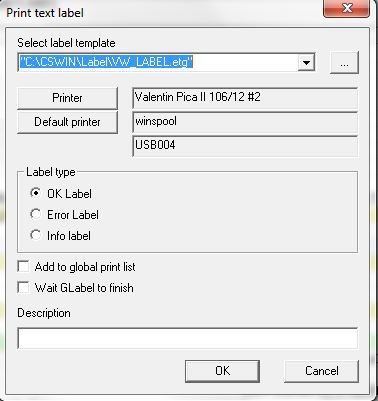 Print text label
Select label template
"C:\CSWIN\Label\VW_LABEL.etg"
...
Printer
Valentin Pica II 106/12 #2
Default printer
winspool
USB004
Label type
OK Label
Error Label
Info label
Add to global print list
Wait GLabel to finish
Description
OK
Cancel